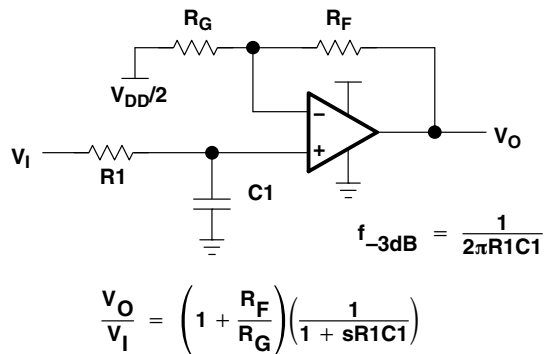 R_G
R_F
V_DD/2
−
+
V_I
R1
C1
V_O
f_–3dB = 1/(2πR1C1)
V_O/V_I = (1 + R_F/R_G)(1/(1 + sR1C1))